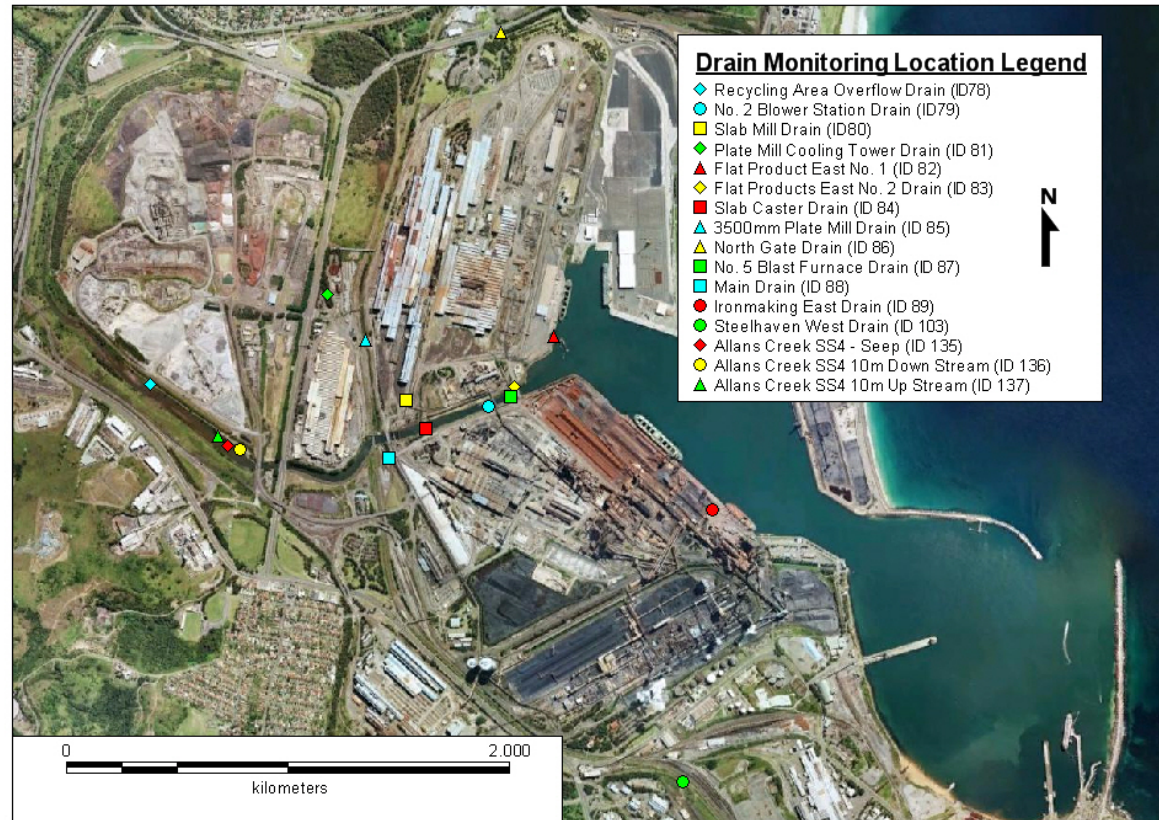 Drain Monitoring Location Legend
Recycling Area Overflow Drain (ID78)
No. 2 Blower Station Drain (ID79)
Slab Mill Drain (ID80)
Plate Mill Cooling Tower Drain (ID 81)
Flat Product East No. 1 (ID 82)
Flat Products East No. 2 Drain (ID 83)
Slab Caster Drain (ID 84)
3500mm Plate Mill Drain (ID 85)
North Gate Drain (ID 86)
No. 5 Blast Furnace Drain (ID 87)
Main Drain (ID 88)
Ironmaking East Drain (ID 89)
Steelhaven West Drain (ID 103)
Allans Creek SS4 - Seep (ID 135)
Allans Creek SS4 10m Down Stream (ID 136)
Allans Creek SS4 10m Up Stream (ID 137)
N
0 2.000
kilometers